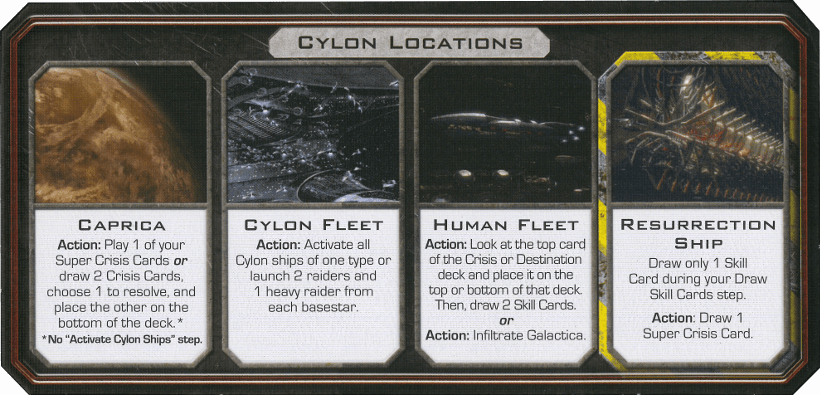 CYLON LOCATIONS
CAPRICA
Action: Play 1 of your
Super Crisis Cards or
draw 2 Crisis Cards,
choose 1 to resolve, and
place the other on the
bottom of the deck.*
*No "Activate Cylon Ships" step.
CYLON FLEET
Action: Activate all
Cylon ships of one type or
launch 2 raiders and
1 heavy raider from
each basestar.
HUMAN FLEET
Action: Look at the top card
of the Crisis or Destination
deck and place it on the
top or bottom of that deck.
Then, draw 2 Skill Cards.
or
Action: Infiltrate Galactica.
RESURRECTION
SHIP
Draw only 1 Skill
Card during your Draw
Skill Cards step.
Action: Draw 1
Super Crisis Card.